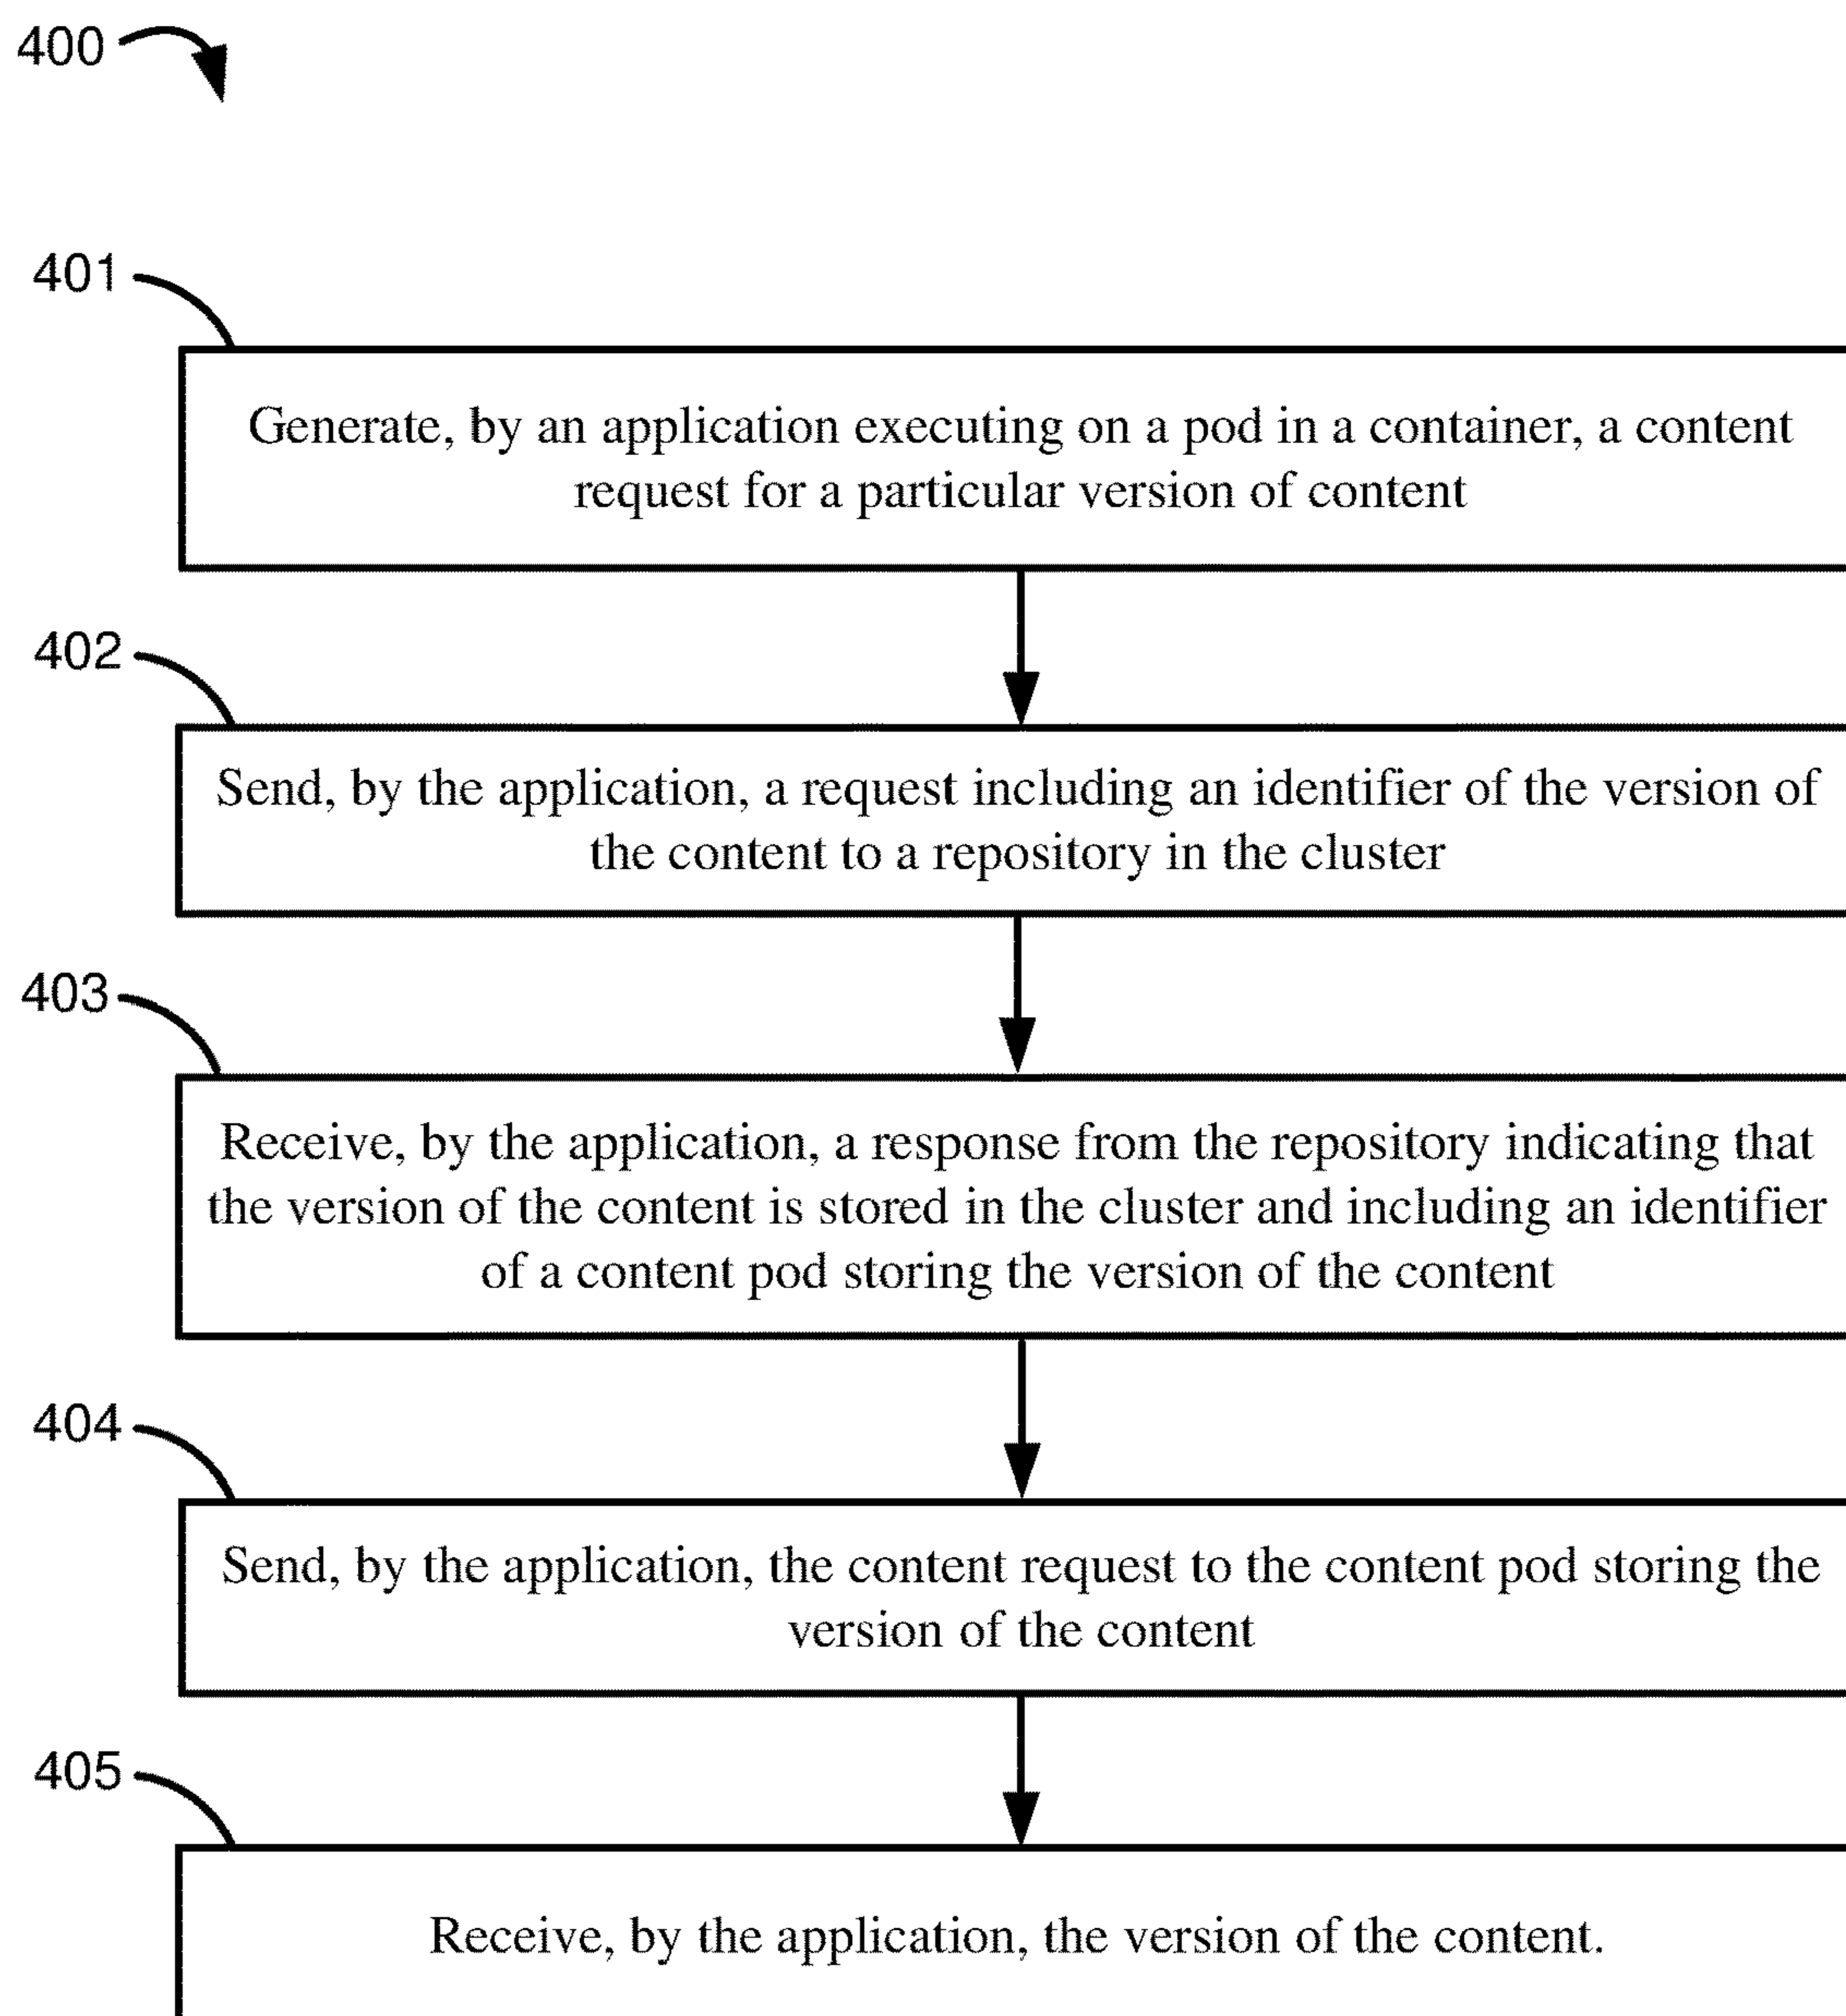 400
401
Generate, by an application executing on a pod in a container, a content
request for a particular version of content
402
Send, by the application, a request including an identifier of the version of
the content to a repository in the cluster
403
Receive, by the application, a response from the repository indicating that
the version of the content is stored in the cluster and including an identifier
of a content pod storing the version of the content
404
Send, by the application, the content request to the content pod storing the
version of the content
405
Receive, by the application, the version of the content.